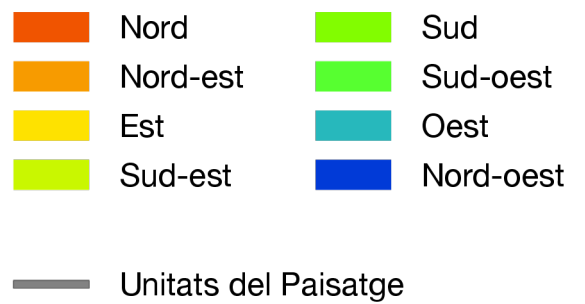 Nord
Nord-est
Est
Sud-est
Sud
Sud-oest
Oest
Nord-oest
Unitats del Paisatge